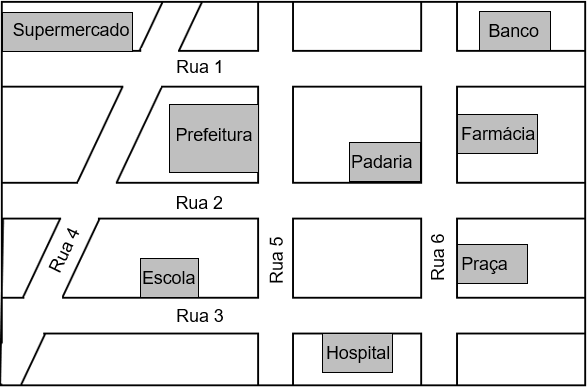 Supermercado
Banco
Rua 1
Prefeitura
Padaria
Farmácia
Rua 2
Rua 4
Rua 5
Rua 6
Escola
Praça
Rua 3
Hospital